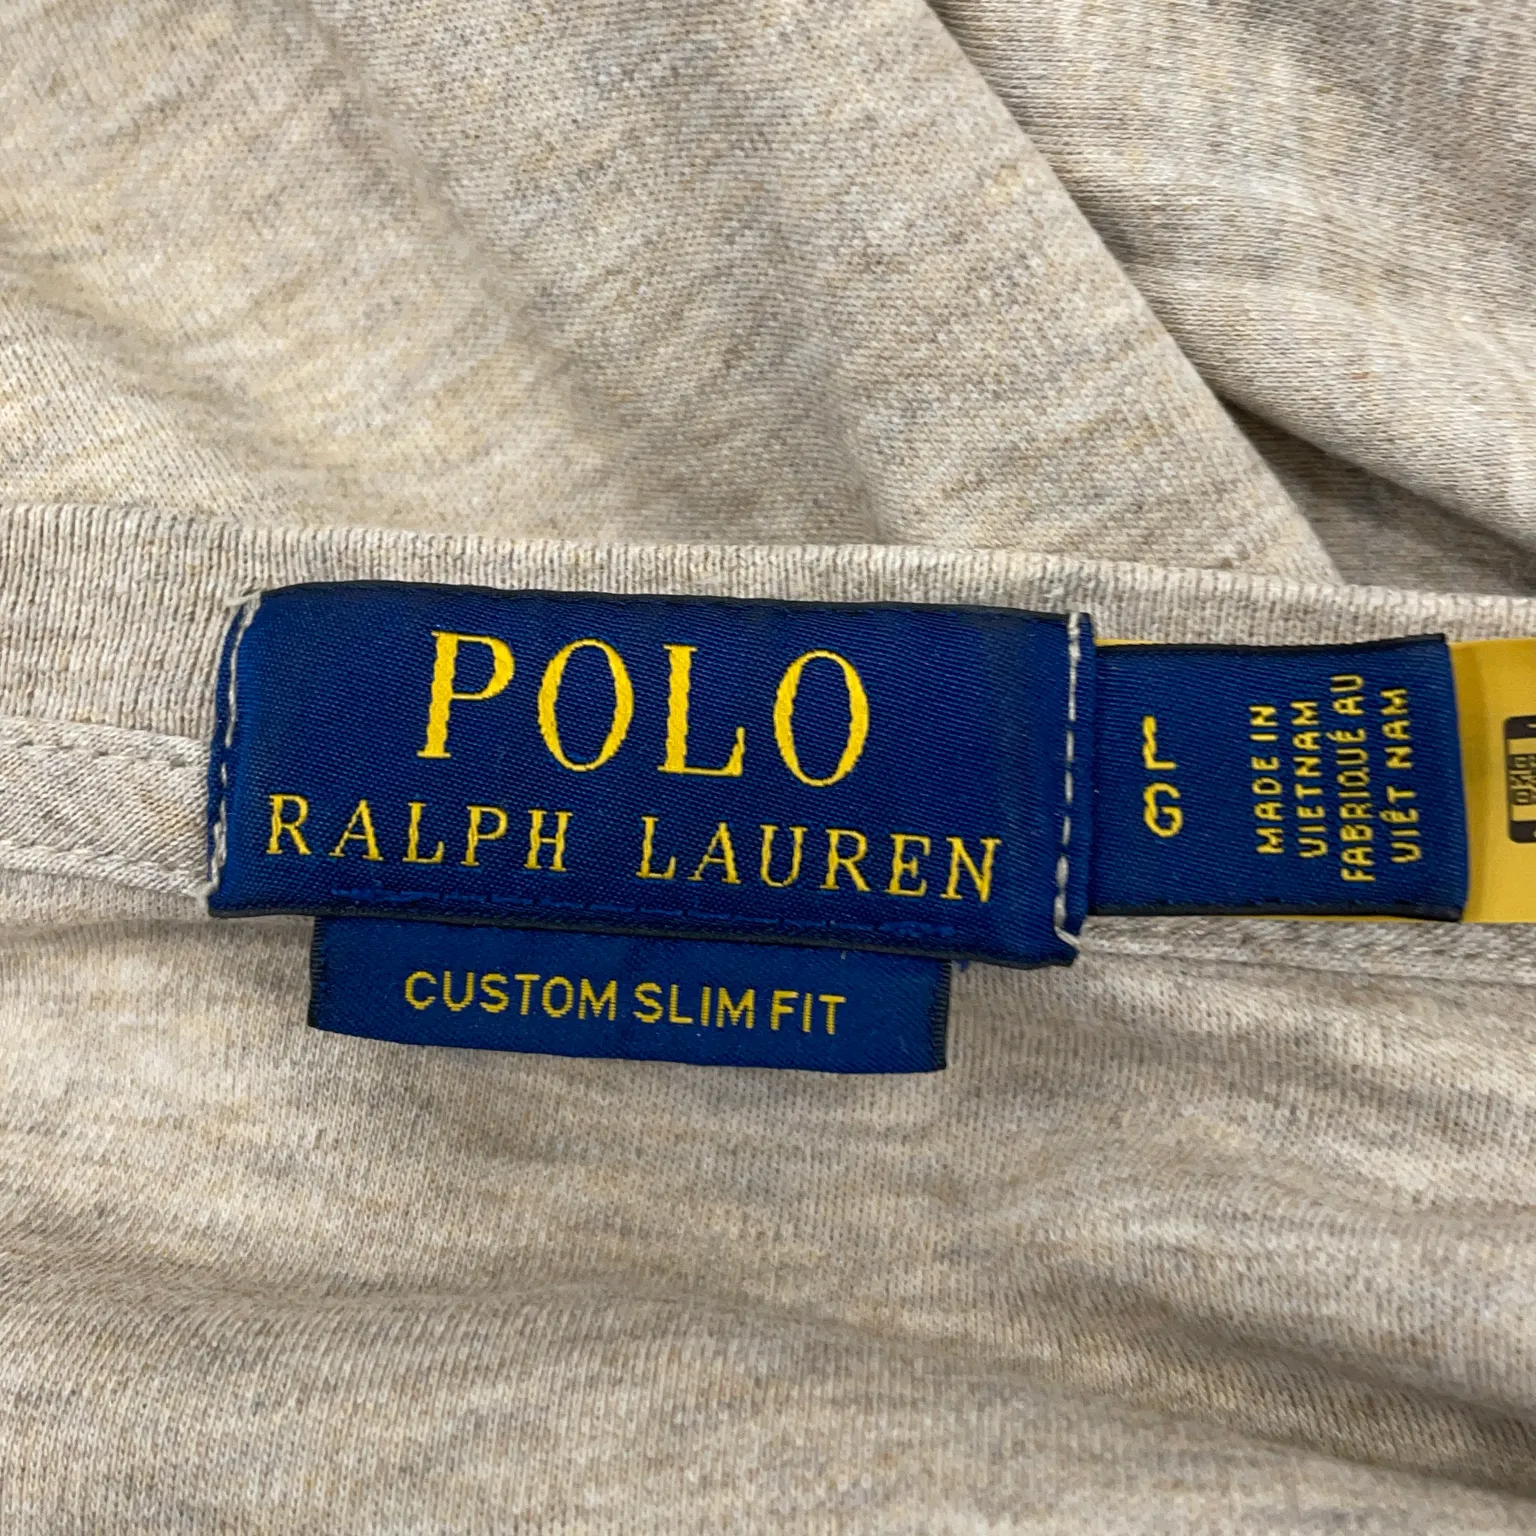 POLO
RALPH LAUREN
CUSTOM SLIM FIT
L
G
MADE IN
VIETNAM
FABRIQUÉ AU
VIÊT NAM